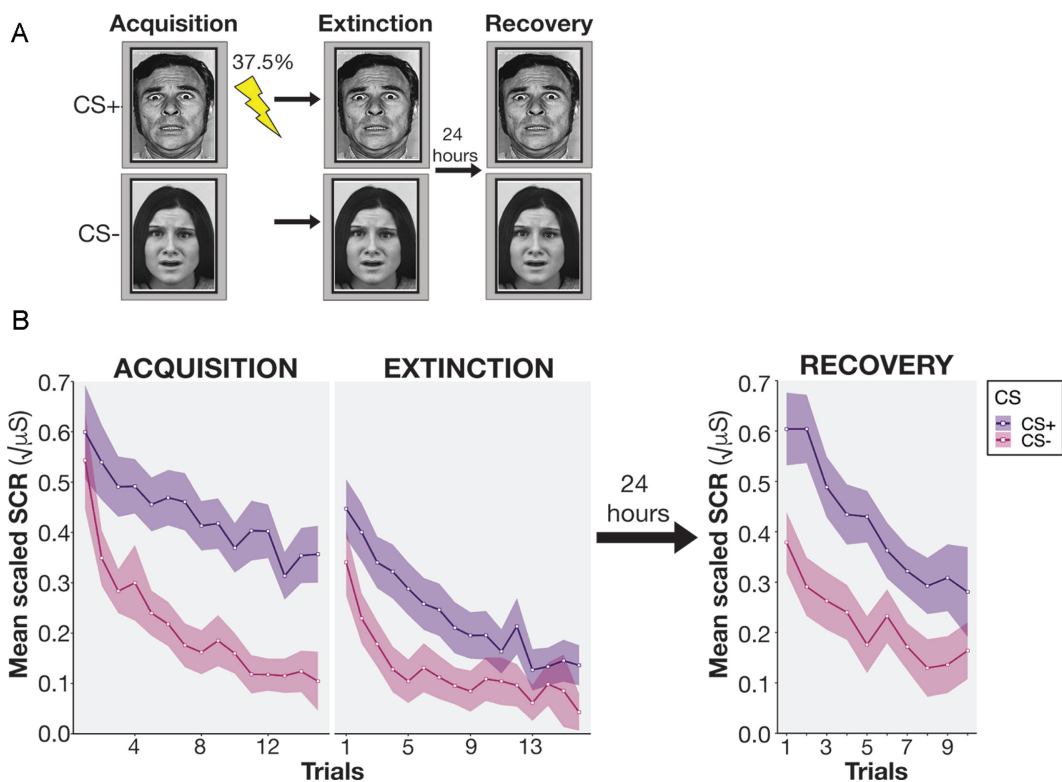 A
Acquisition Extinction Recovery
37.5%
CS+
24
hours
CS-
B
ACQUISITION EXTINCTION RECOVERY
Mean scaled SCR (√µS)
0.7
0.6
0.5
0.4
0.3
0.2
0.1
0.0
4 8 12
1 5 9 13
Trials
24
hours
Mean scaled SCR (√µS)
0.7
0.6
0.5
0.4
0.3
0.2
0.1
0.0
1 3 5 7 9
Trials
CS
CS+
CS-